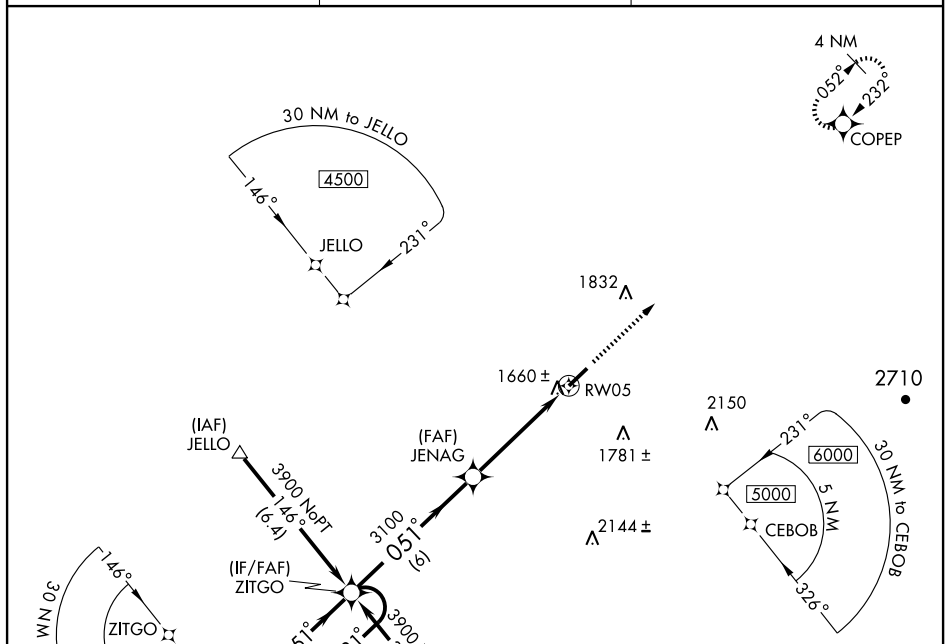 4 NM
052°
232°
COPEP
30 NM to JELLO
4500
146°
231°
JELLO
1832
1660 ±
RW05
2710
2150
(IAF)
JELLO
(FAF)
JENAG
1781 ±
231°
6000
30 NM to CEBOB
5000
5 NM
CEBOB
326°
3900 NoPT
146°
(6.4)
3100
051°
(6)
2144 ±
(IF/FAF)
ZITGO
146°
30 NM
ZITGO
3900